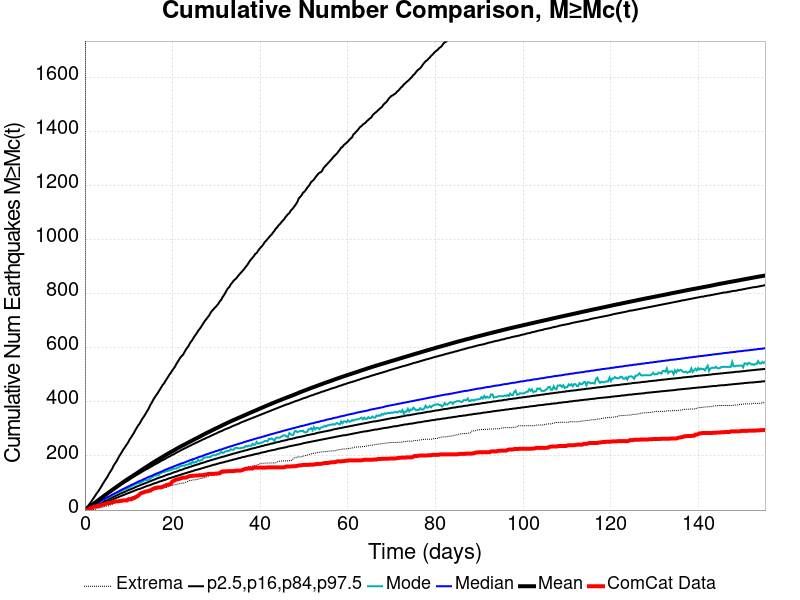 Cumulative Number Comparison, M≥Mc(t)
Cumulative Num Earthquakes M≥Mc(t)
1600
1400
1200
1000
800
600
400
200
0
0 20 40 60 80 100 120 140
Time (days)
Extrema p2.5,p16,p84,p97.5 Mode Median Mean ComCat Data